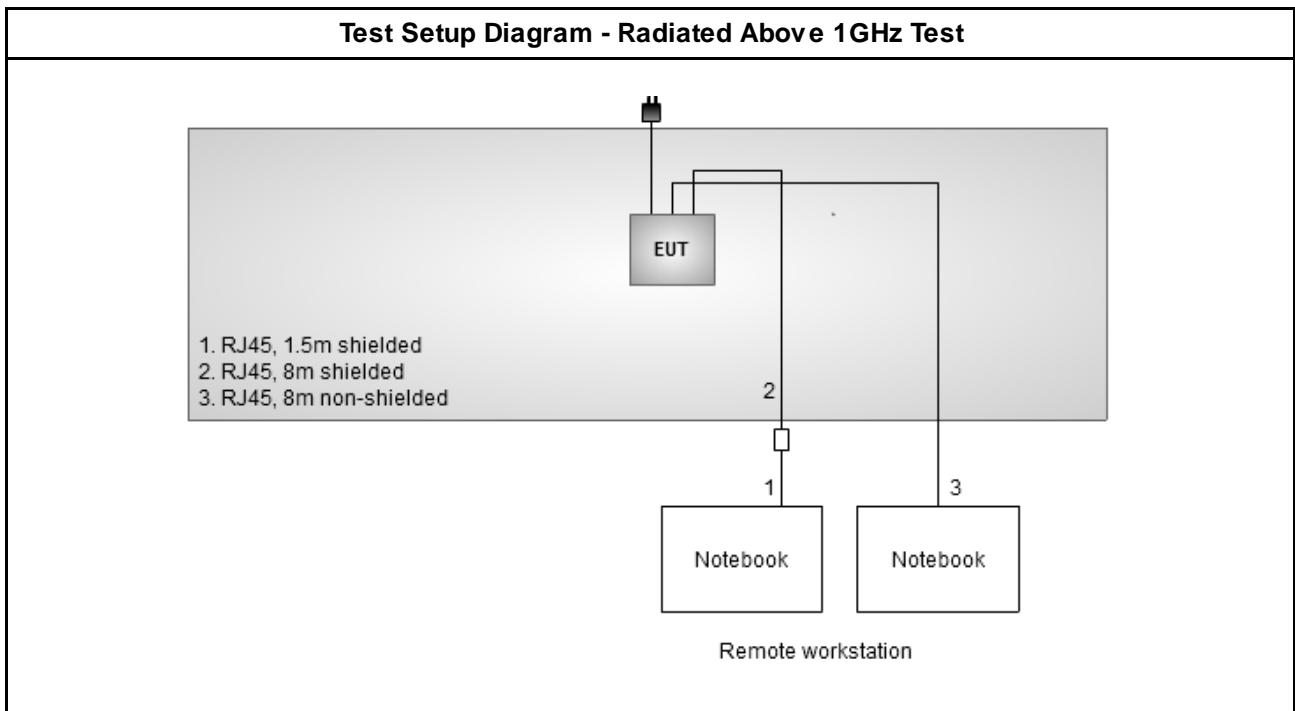 Test Setup Diagram - Radiated Above 1GHz Test
EUT
1. RJ45, 1.5m shielded
2. RJ45, 8m shielded
3. RJ45, 8m non-shielded
2
1
3
Notebook
Notebook
Remote workstation